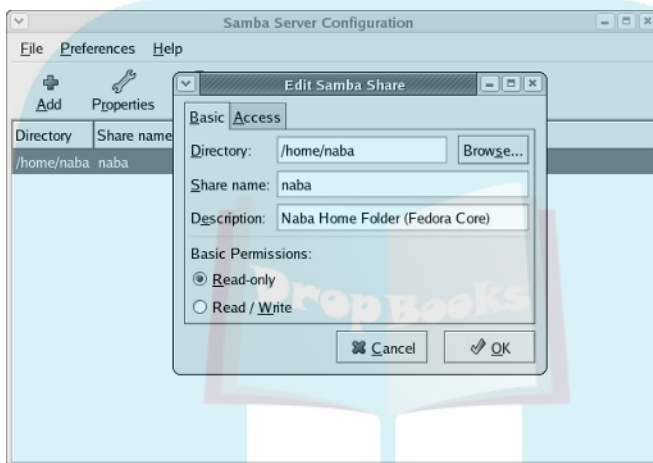 Samba Server Configuration
File Preferences Help
Add Properties
Directory Share name
/home/naba naba
Edit Samba Share
Basic Access
Directory: /home/naba Browse...
Share name: naba
Description: Naba Home Folder (Fedora Core)
Basic Permissions:
Read-only
Read / Write
Cancel OK
DropBooks